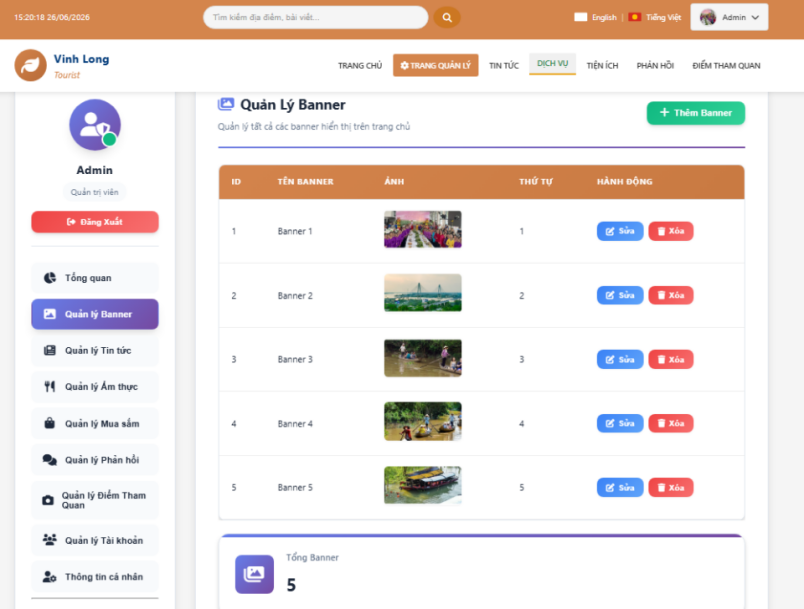 15:20:18 26/06/2026
Tìm kiếm địa điểm, bài viết...
English | Tiếng Việt
Admin
Vinh Long
Tourist
TRANG CHỦ
TRANG QUẢN LÝ
TIN TỨC
DỊCH VỤ
TIỆN ÍCH
PHẢN HỒI
ĐIỂM THAM QUAN
Admin
Quản trị viên
Đăng Xuất
Tổng quan
Quản lý Banner
Quản lý Tin tức
Quản lý Ẩm thực
Quản lý Mua sắm
Quản lý Phản hồi
Quản lý Điểm Tham
Quan
Quản lý Tài khoản
Thông tin cá nhân
Quản Lý Banner
Quản lý tất cả các banner hiển thị trên trang chủ
+ Thêm Banner
ID TÊN BANNER ẢNH THỨ TỰ HÀNH ĐỘNG
1 Banner 1 1 Sửa Xóa
2 Banner 2 2 Sửa Xóa
3 Banner 3 3 Sửa Xóa
4 Banner 4 4 Sửa Xóa
5 Banner 5 5 Sửa Xóa
Tổng Banner
5